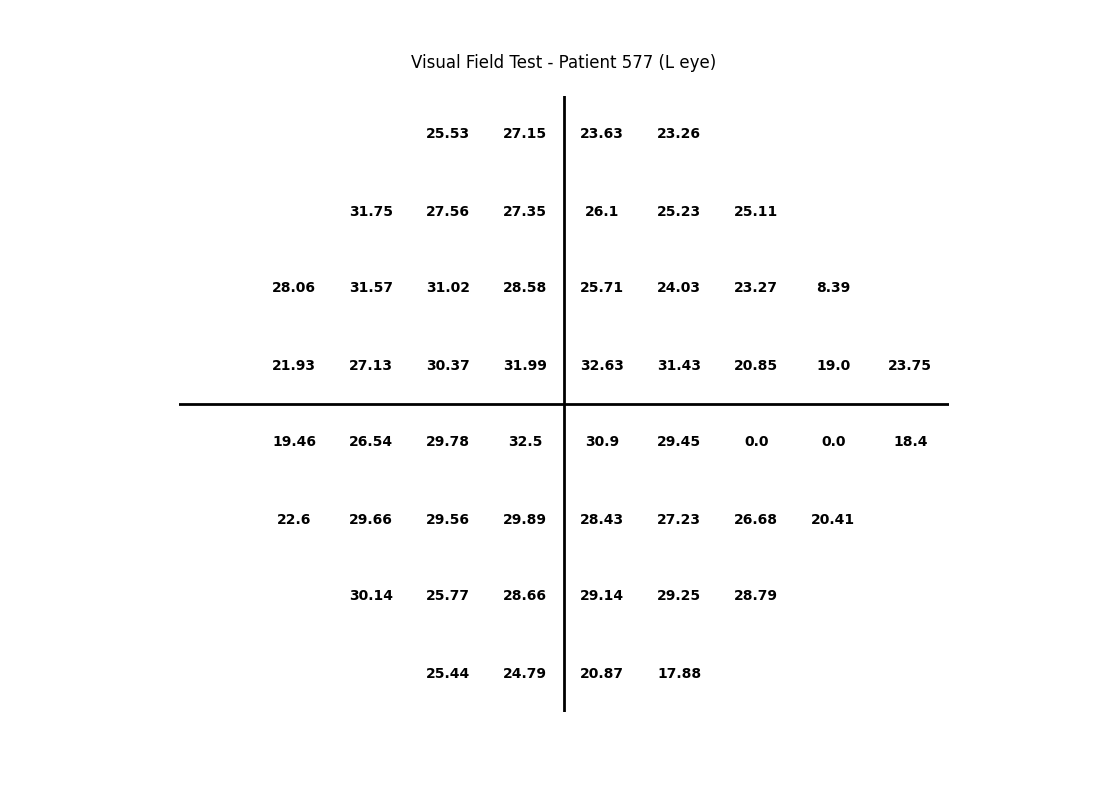 Visual Field Test - Patient 577 (L eye)
25.53 27.15 23.63 23.26
31.75 27.56 27.35 26.1 25.23 25.11
28.06 31.57 31.02 28.58 25.71 24.03 23.27 8.39
21.93 27.13 30.37 31.99 32.63 31.43 20.85 19.0 23.75
19.46 26.54 29.78 32.5 30.9 29.45 0.0 0.0 18.4
22.6 29.66 29.56 29.89 28.43 27.23 26.68 20.41
30.14 25.77 28.66 29.14 29.25 28.79
25.44 24.79 20.87 17.88